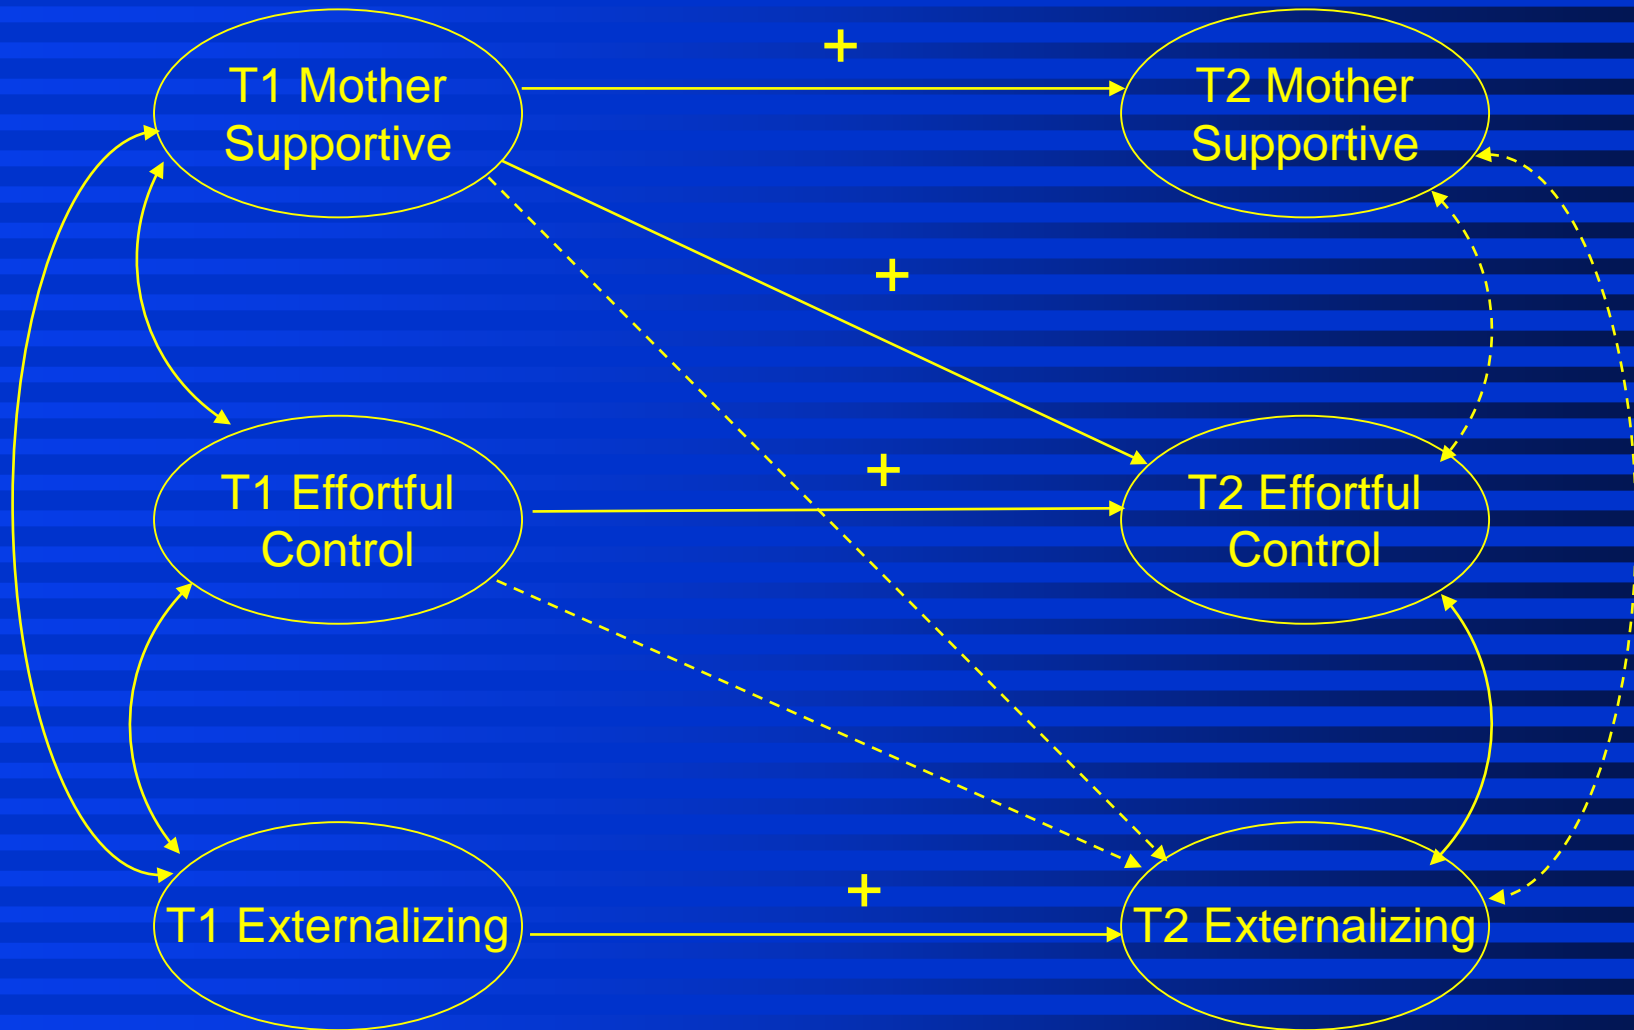 +
T1 Mother
Supportive
T2 Mother
Supportive
+
+
T1 Effortful
Control
T2 Effortful
Control
+
T1 Externalizing
T2 Externalizing